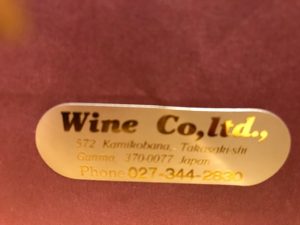 Wine Co,ltd.,
572 Kamikobana, Takasaki-shi
Gunma, 370-0077 Japan
Phone 027-344-2830